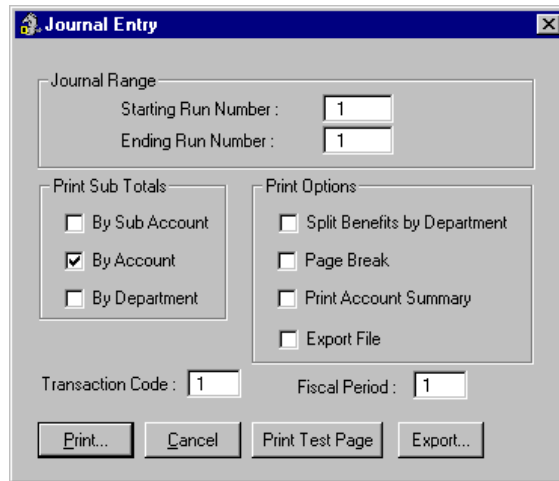 Journal Entry
Journal Range
Starting Run Number : 1
Ending Run Number : 1
Print Sub Totals
By Sub Account
By Account
By Department
Print Options
Split Benefits by Department
Page Break
Print Account Summary
Export File
Transaction Code : 1 Fiscal Period : 1
Print... Cancel Print Test Page Export...